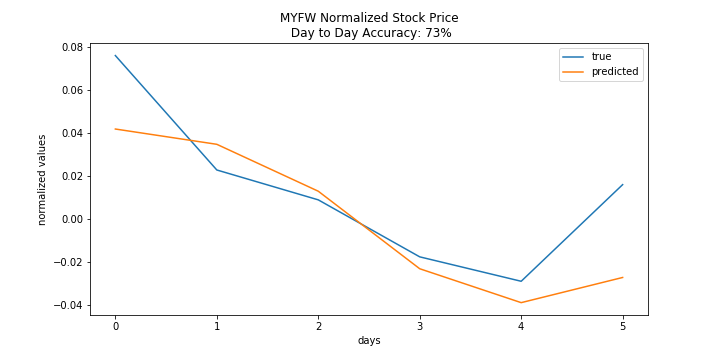 MYFW Normalized Stock Price
Day to Day Accuracy: 73%
true
predicted
0.08
0.06
0.04
0.02
0.00
−0.02
−0.04
normalized values
0
1
2
3
4
5
days